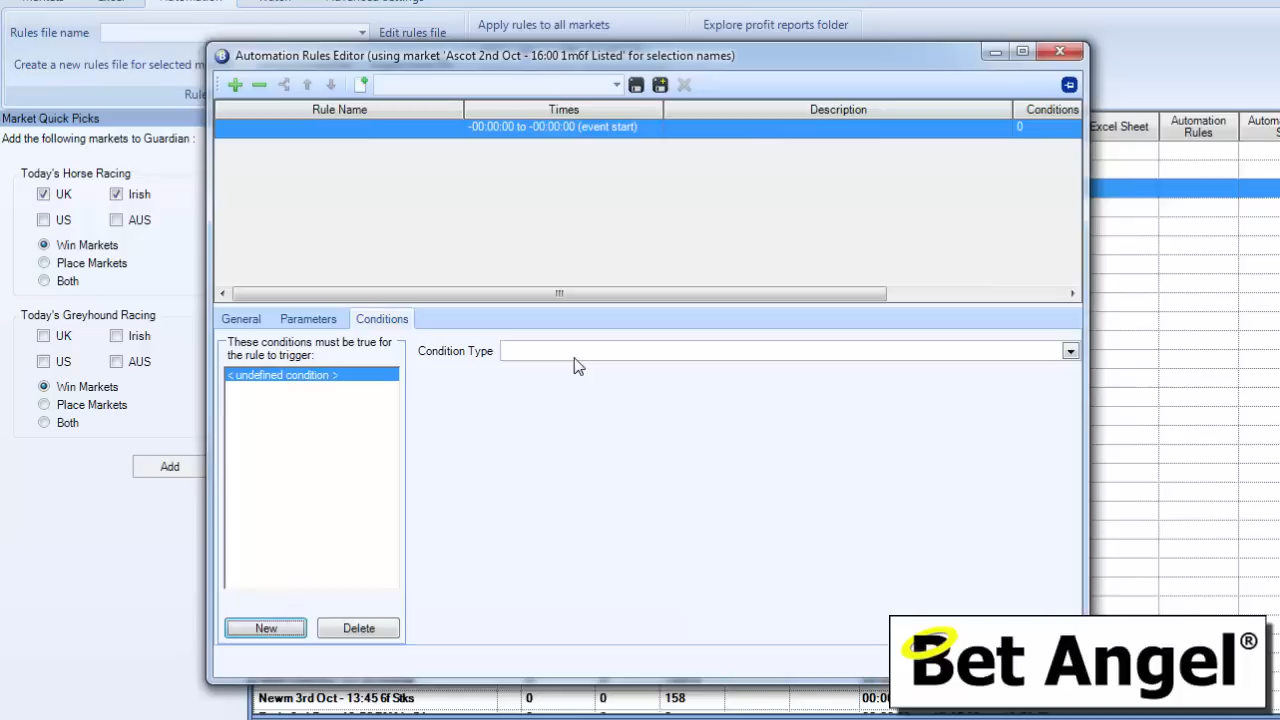 Automation
Rules file name
Edit rules file
Apply rules to all markets
Explore profit reports folder
Create a new rules file for selected m
Rule
Automation Rules Editor (using market 'Ascot 2nd Oct - 16:00 1m6f Listed' for selection names)
Rule Name
Times
Description
Conditions
-00:00:00 to -00:00:00 (event start)
0
Market Quick Picks
Add the following markets to Guardian :
Today's Horse Racing
UK
Irish
US
AUS
Win Markets
Place Markets
Both
Today's Greyhound Racing
UK
Irish
US
AUS
Win Markets
Place Markets
Both
Add
General
Parameters
Conditions
These conditions must be true for
the rule to trigger:
< undefined condition >
Condition Type
New
Delete
Excel Sheet
Automation
Rules
Autom
Bet Angel®
Newm 3rd Oct - 13:45 6f Stks
0
0
158
00:00